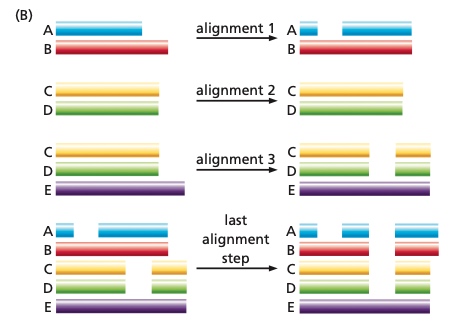 (B)
A alignment 1 A
B B
C alignment 2 C
D D
C C
D alignment 3 D
E E
A last A
B alignment B
C step C
D D
E E